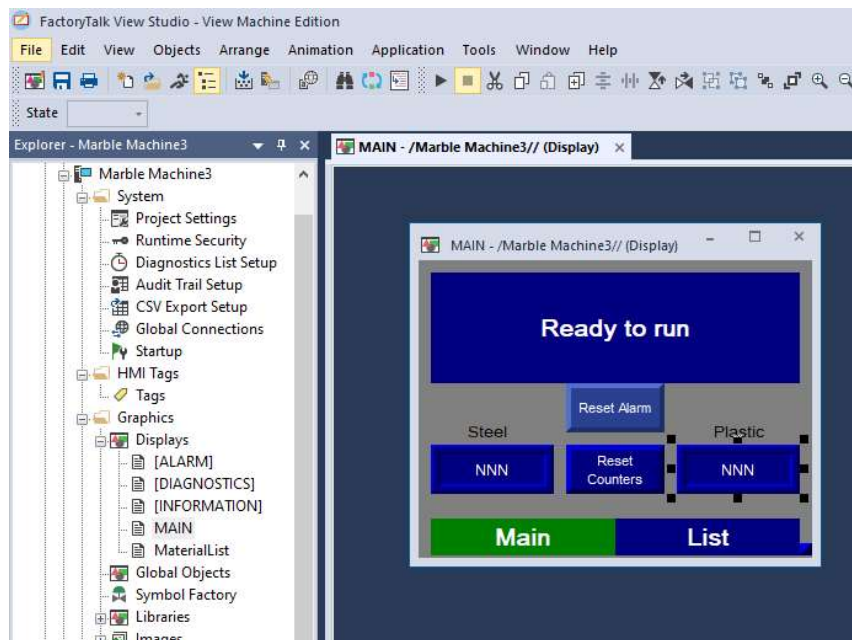 FactoryTalk View Studio - View Machine Edition
File Edit View Objects Arrange Animation Application Tools Window Help
State
Explorer - Marble Machine3
MAIN - /Marble Machine3// (Display)
Marble Machine3
System
Project Settings
Runtime Security
Diagnostics List Setup
Audit Trail Setup
CSV Export Setup
Global Connections
Startup
HMI Tags
Tags
Graphics
Displays
[ALARM]
[DIAGNOSTICS]
[INFORMATION]
MAIN
MaterialList
Global Objects
Symbol Factory
Libraries
Images
MAIN - /Marble Machine3// (Display)
Ready to run
Reset Alarm
Steel
Plastic
NNN
Reset
Counters
NNN
Main
List